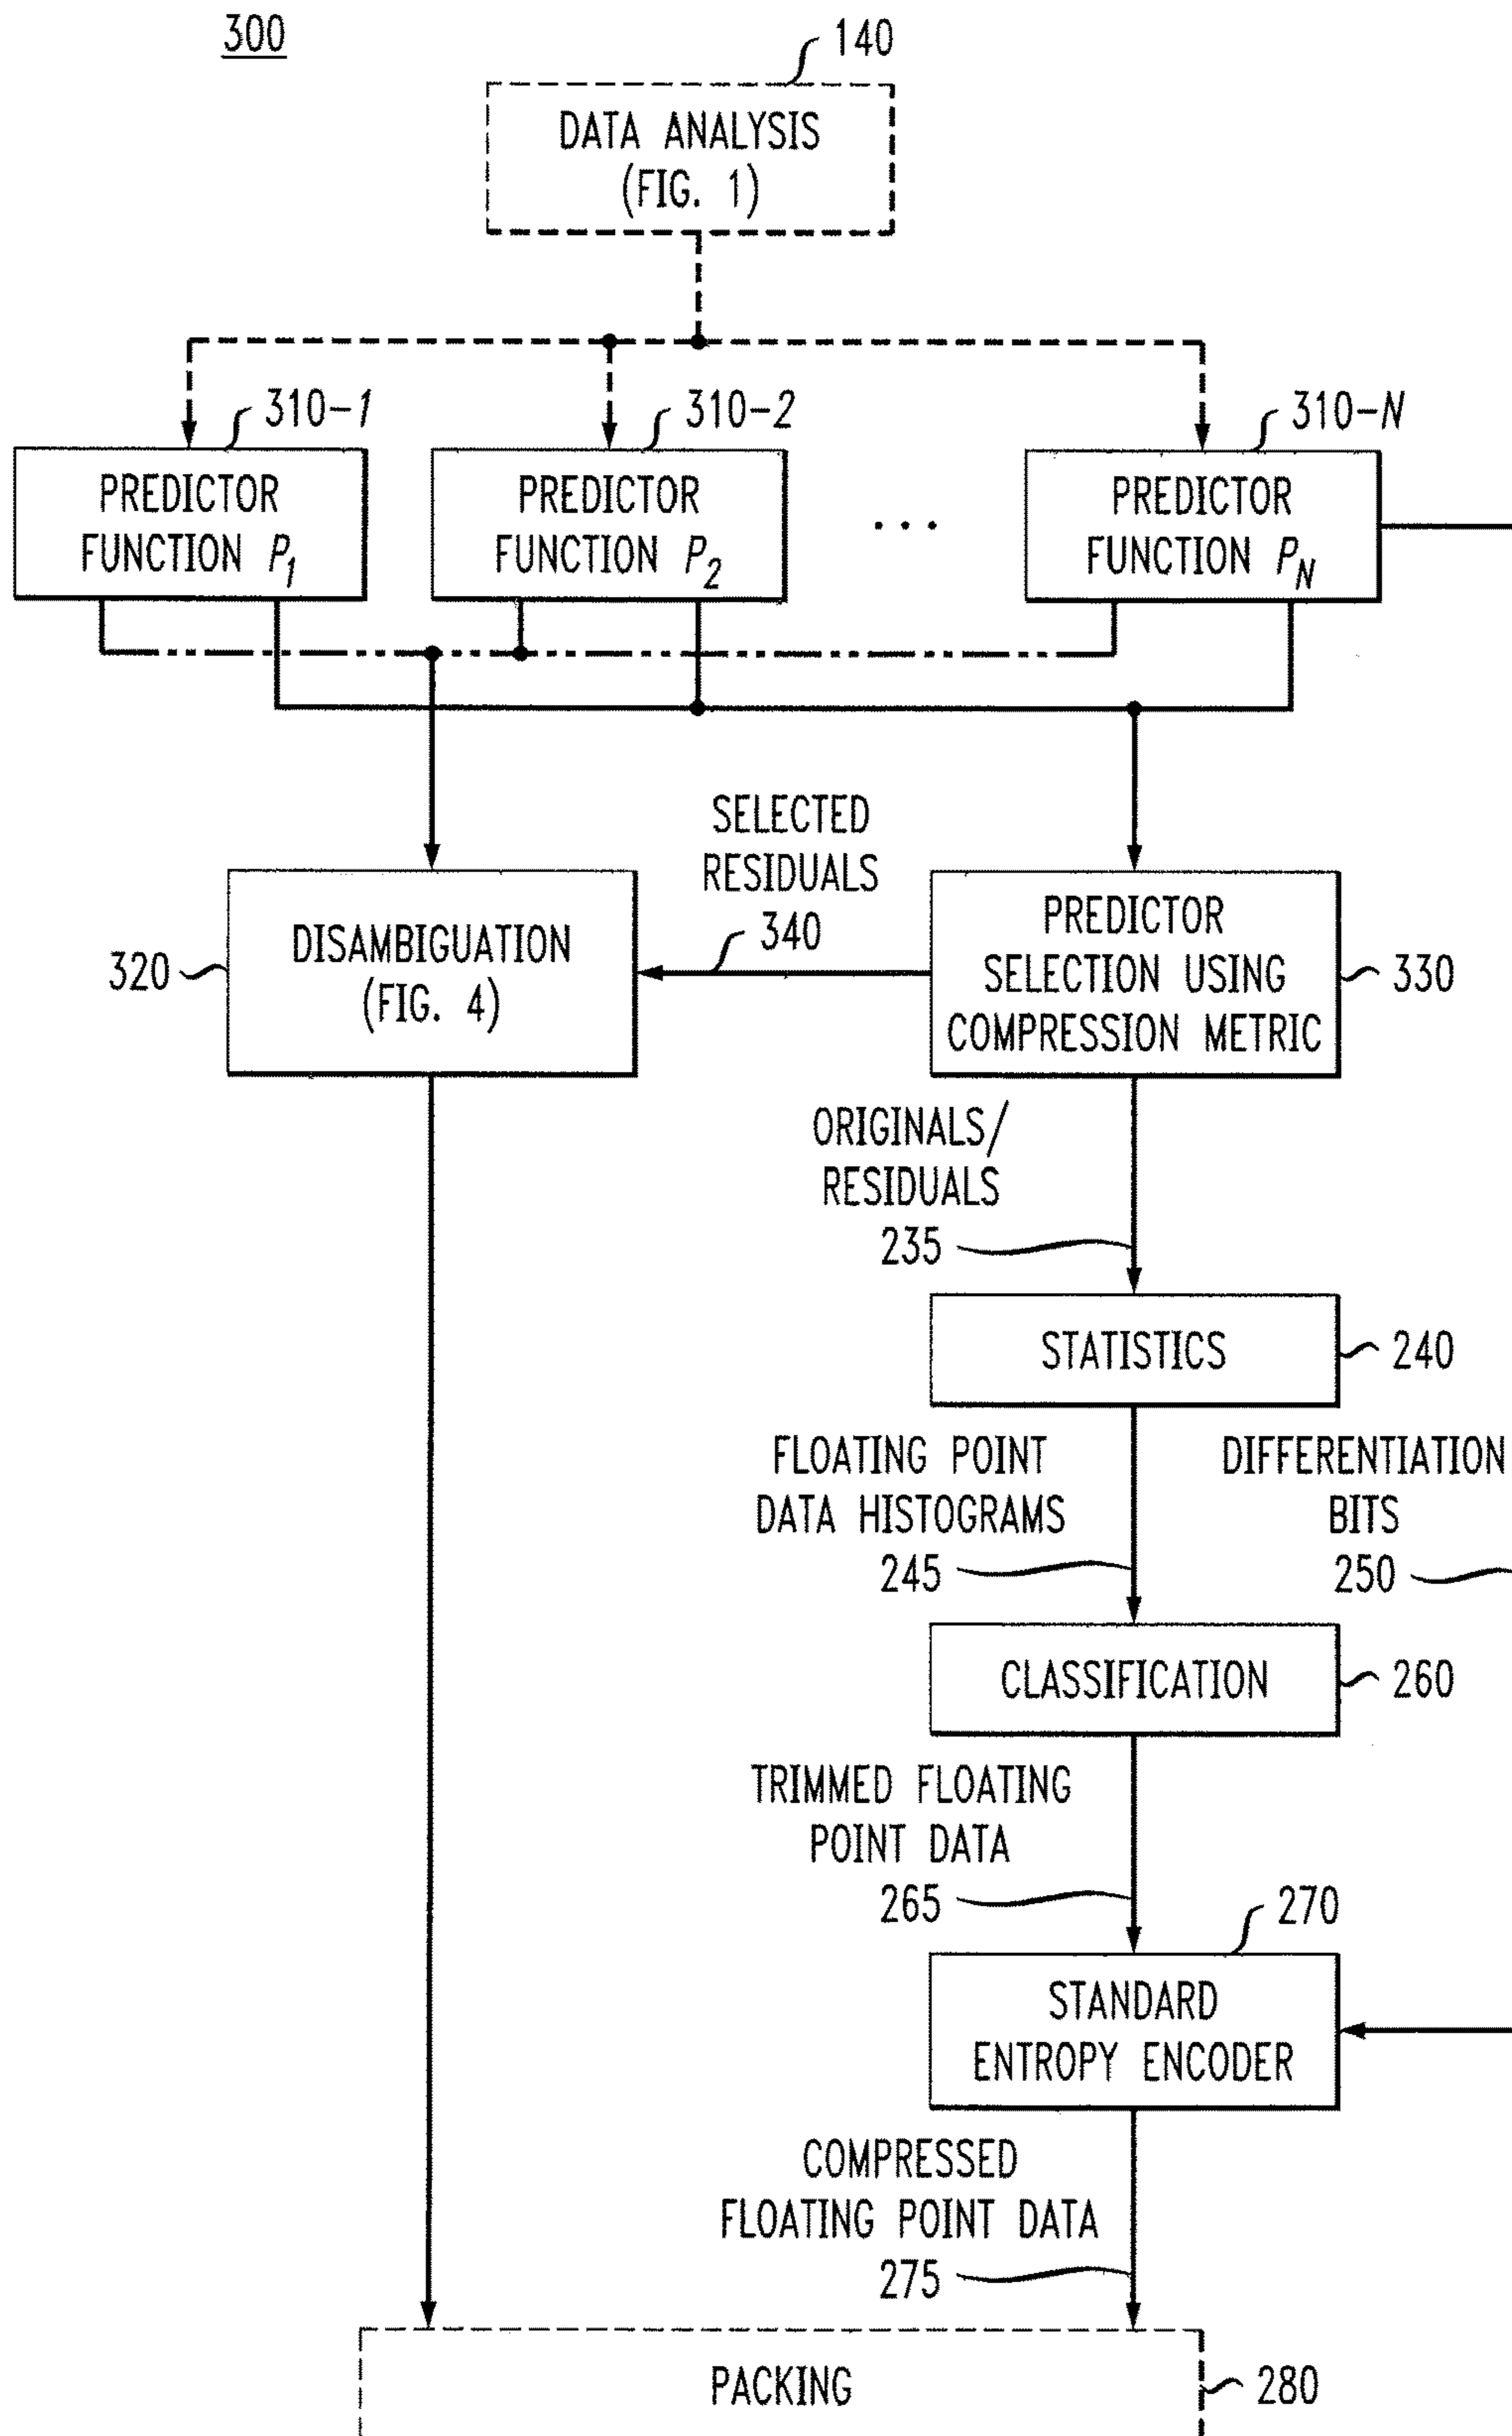 300
140
DATA ANALYSIS
(FIG. 1)
310-1
310-2
310-N
PREDICTOR
FUNCTION P1
PREDICTOR
FUNCTION P2
...
PREDICTOR
FUNCTION PN
SELECTED
RESIDUALS
340
320
DISAMBIGUATION
(FIG. 4)
PREDICTOR
SELECTION USING
COMPRESSION METRIC
330
ORIGINALS/
RESIDUALS
235
STATISTICS
240
FLOATING POINT
DATA HISTOGRAMS
245
DIFFERENTIATION
BITS
250
CLASSIFICATION
260
TRIMMED FLOATING
POINT DATA
265
270
STANDARD
ENTROPY ENCODER
COMPRESSED
FLOATING POINT DATA
275
PACKING
280